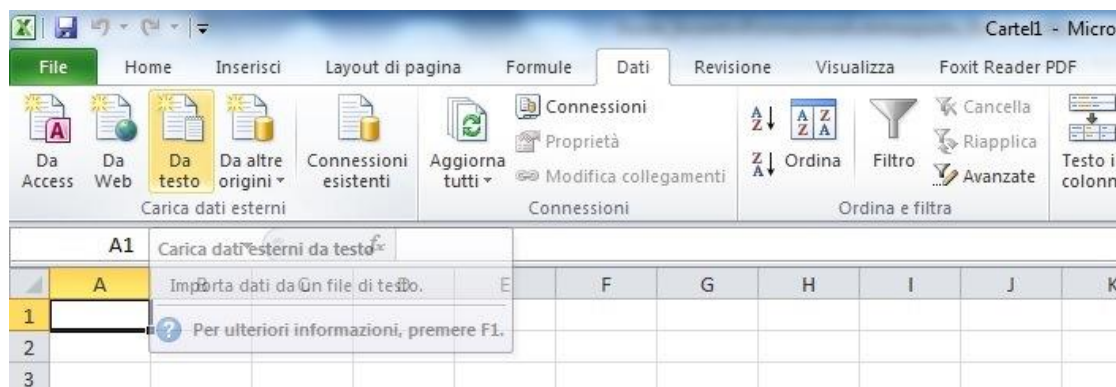 Cartel1 - Micro
File Home Inserisci Layout di pagina Formule Dati Revisione Visualizza Foxit Reader PDF
Da Access
Da Web
Da testo
Da altre origini
Connessioni esistenti
Carica dati esterni
Aggiorna tutti
Connessioni
Proprietà
Modifica collegamenti
Connessioni
Ordina
Filtro
Cancella
Riapplica
Avanzate
Ordina e filtra
Testo i
colonn
A1
fx
Carica dati esterni da testo
A B C D E F G H I J K
Importa dati da un file di testo.
1
Per ulteriori informazioni, premere F1.
2
3